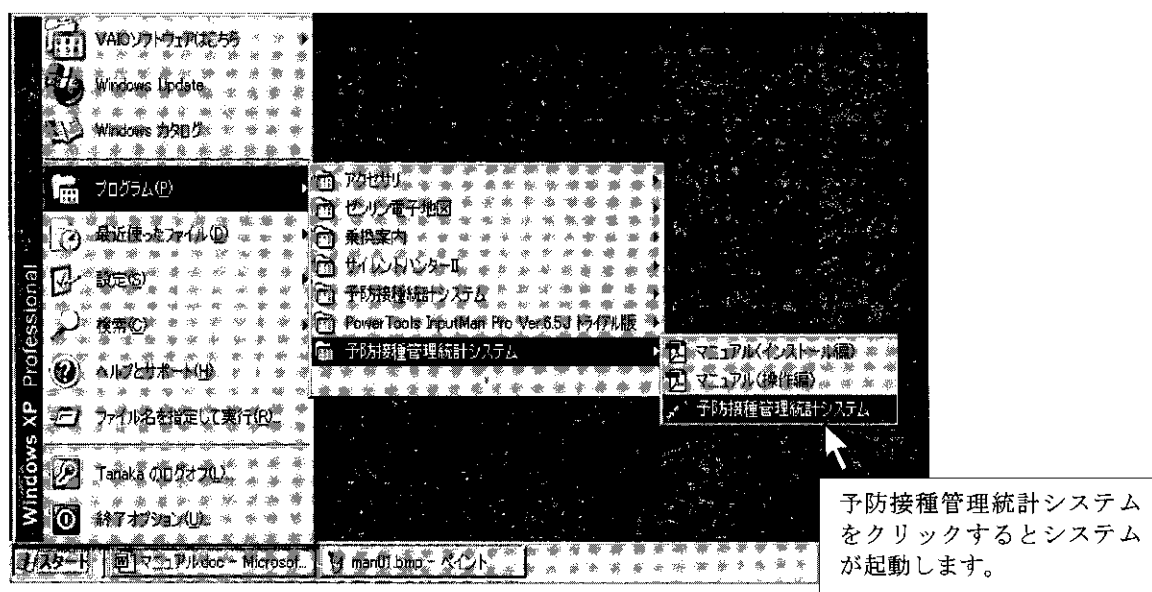 VAIOソフトウェアはこちら
Windows Update
Windows カタログ
プログラム(P)
最近使ったファイル(D)
設定(S)
検索(C)
ヘルプとサポート(H)
ファイル名を指定して実行(R)...
Tanaka のログオフ(L)...
終了オプション(U)...
Windows XP Professional
アクセサリ
ゼンリン電子地図
乗換案内
サイレントハンターII
予防接種統計システム
PowerTools InputMan Pro Ver.6.5J トライアル版
予防接種管理統計システム
マニュアル(インストール編)
マニュアル(操作編)
予防接種管理統計システム
予防接種管理統計システム
をクリックするとシステム
が起動します。
スタート
マニュアル.doc - Microsof...
man01.bmp - ペイント